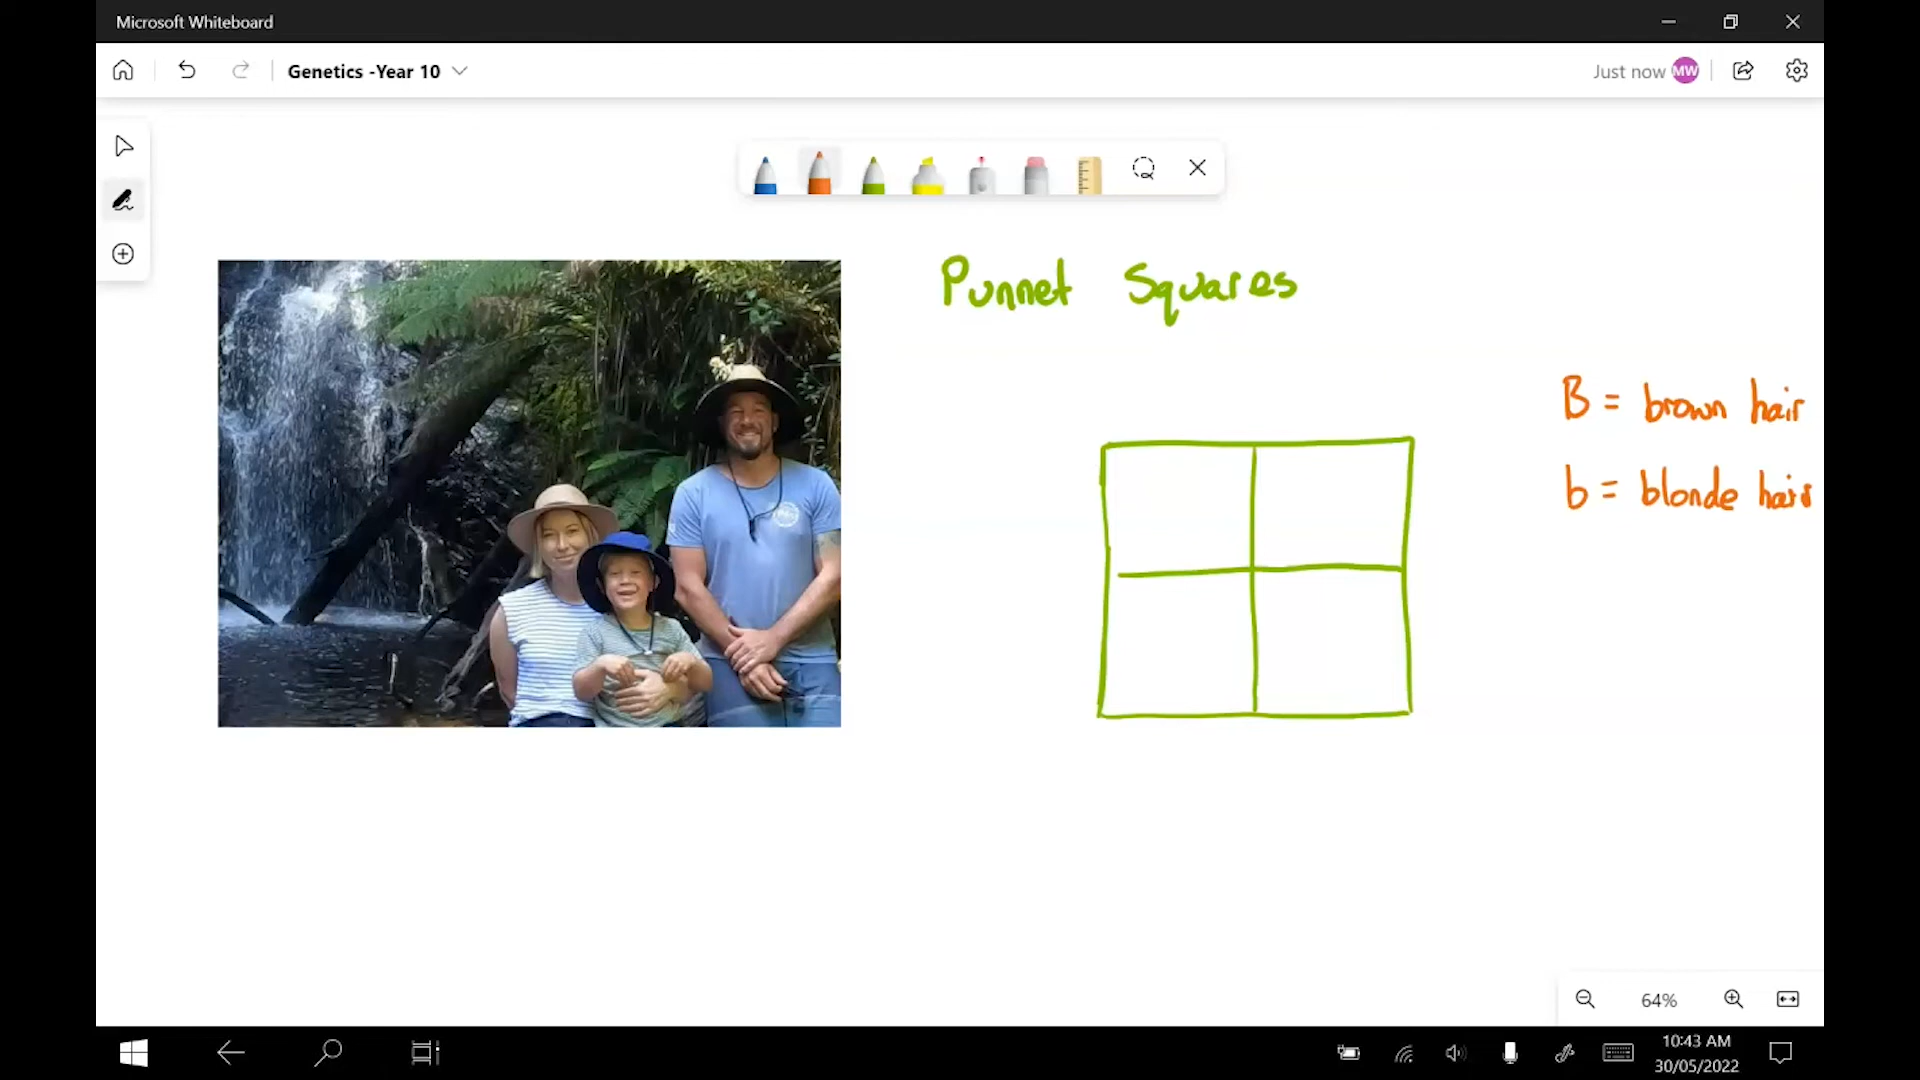 Microsoft Whiteboard
Genetics -Year 10
Just now MW
Punnet Squares
B = brown hair
b = blonde hair
64%
10:43 AM
30/05/2022